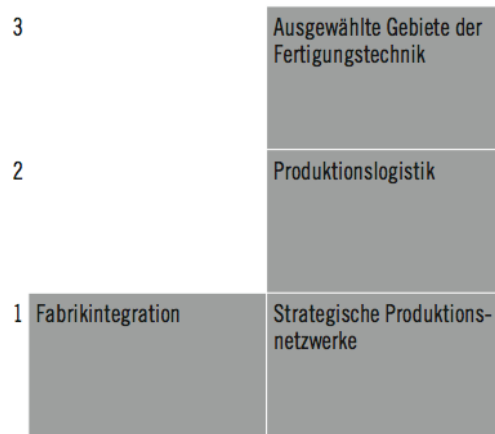 3
Ausgewählte Gebiete der
Fertigungstechnik
2
Produktionslogistik
1 Fabrikintegration
Strategische Produktions-
netzwerke